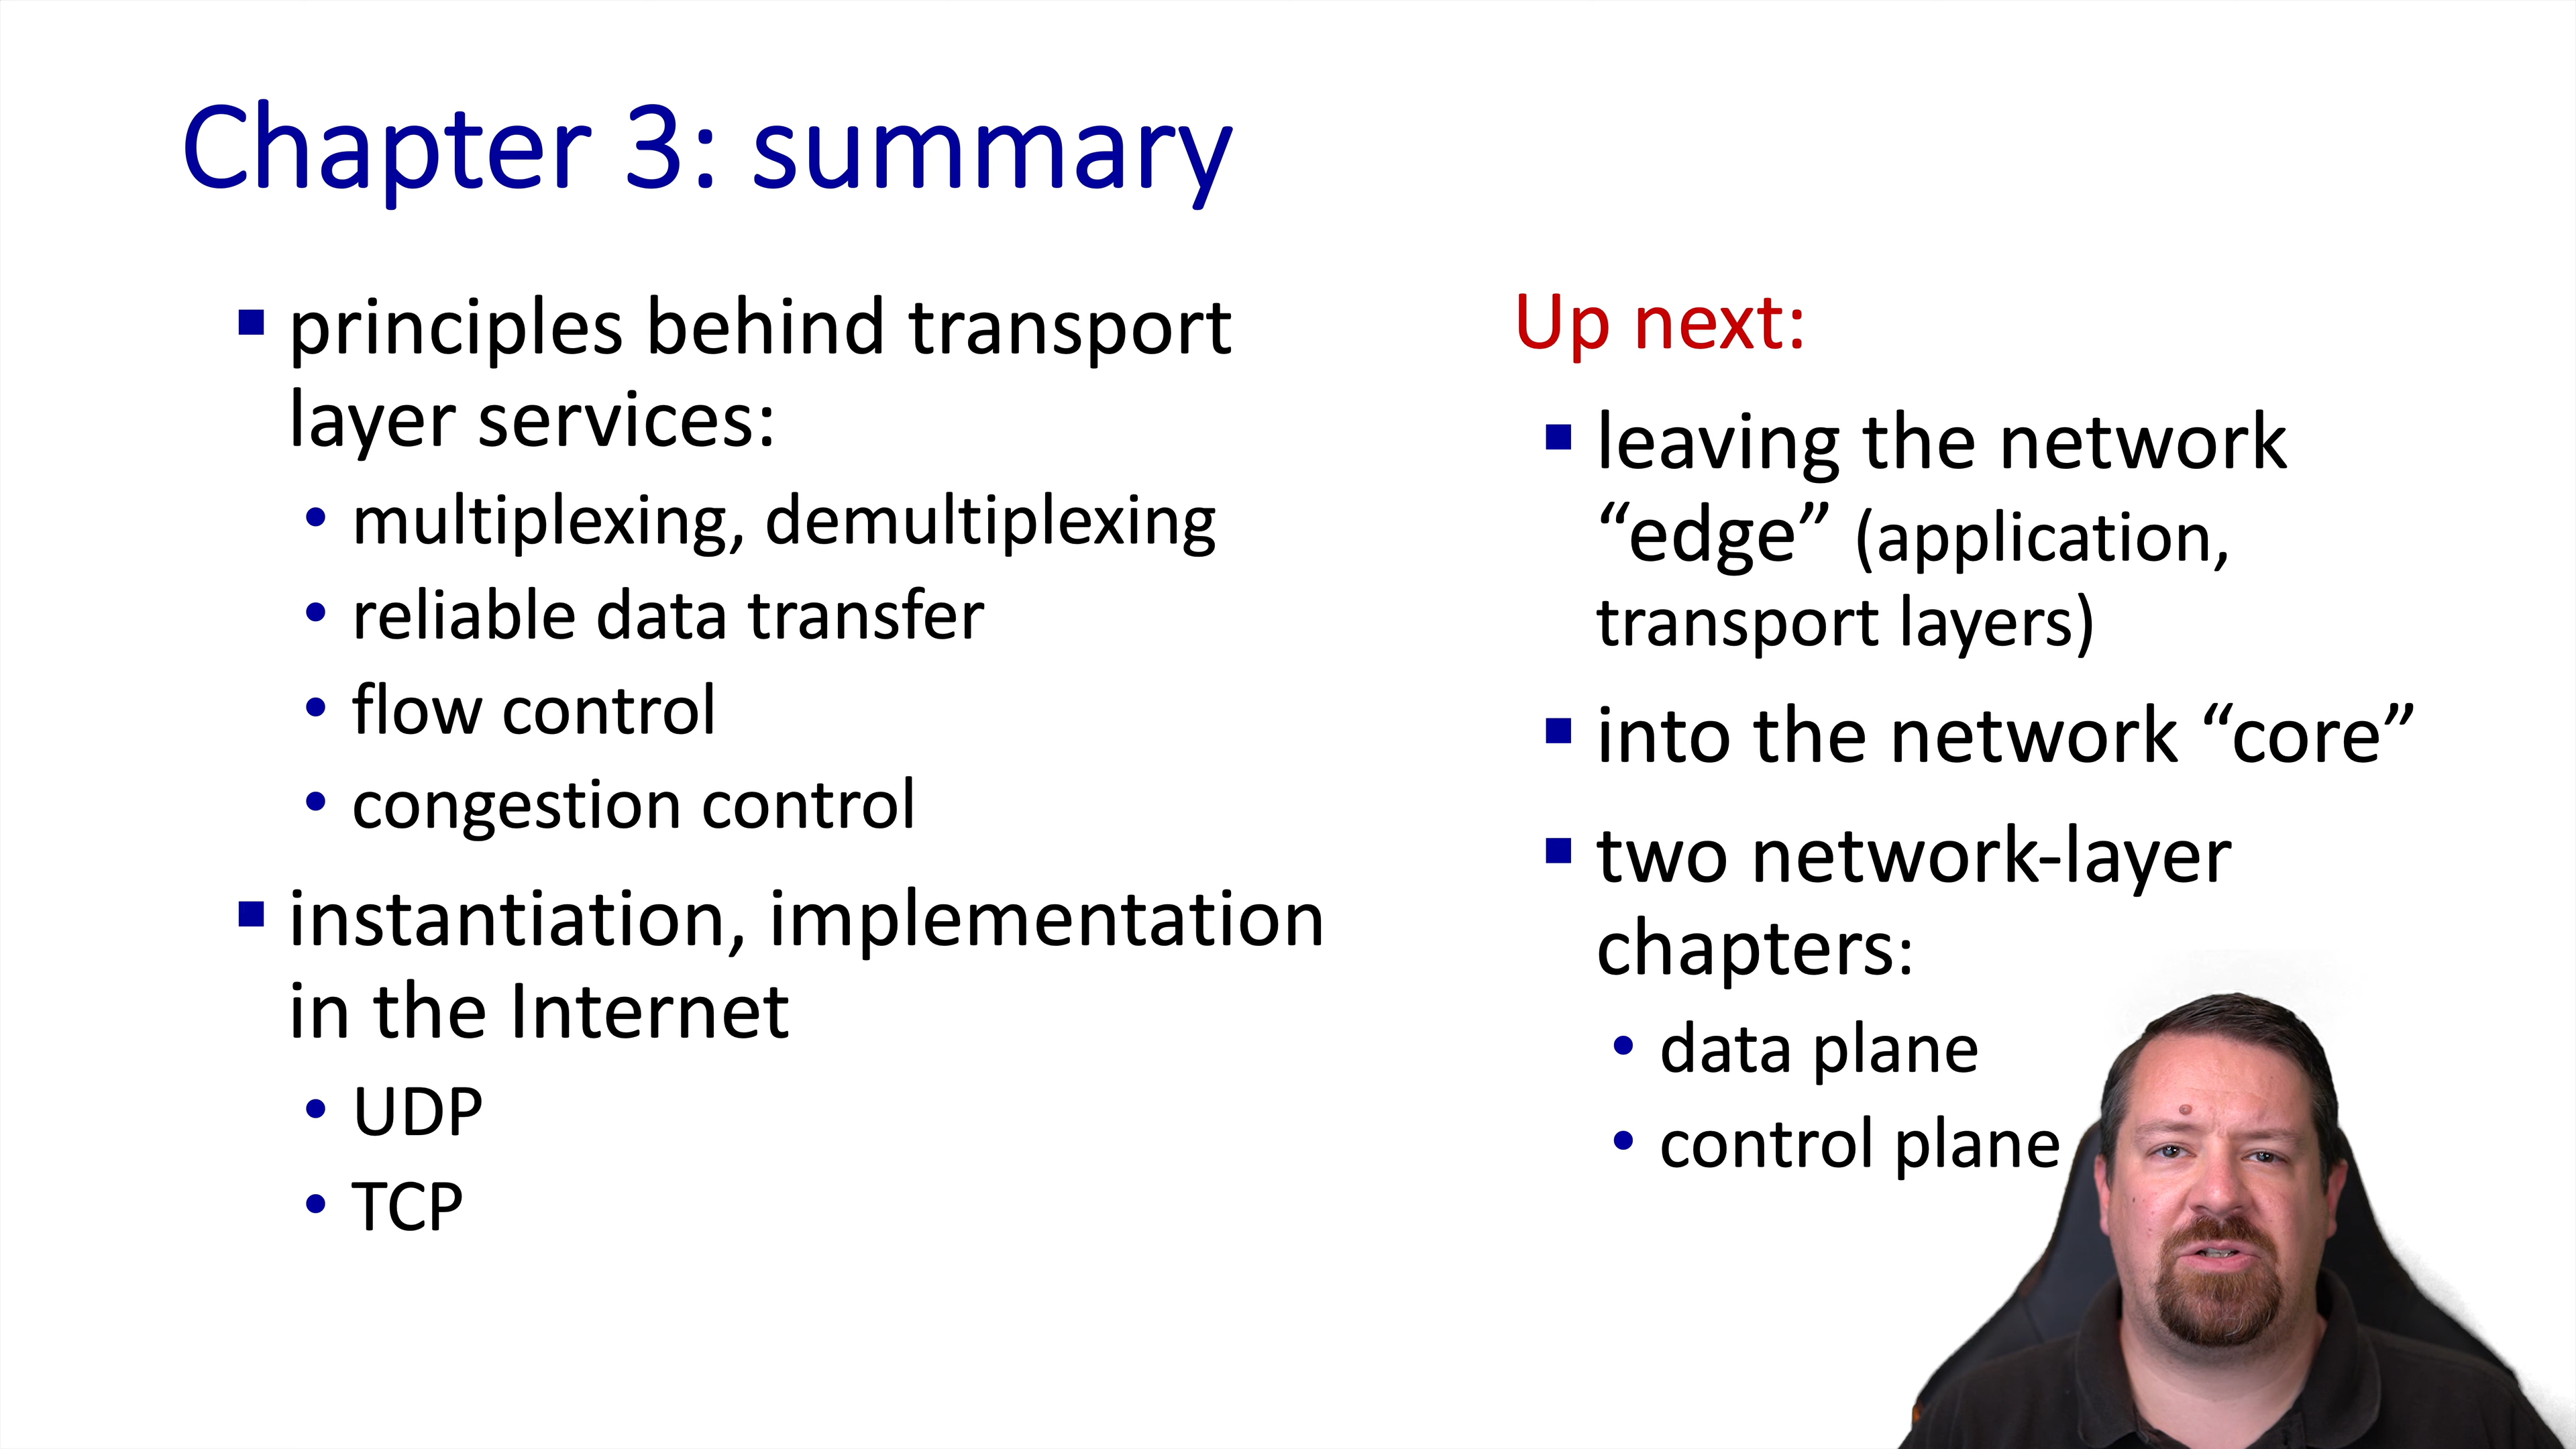 Chapter 3: summary
▪ principles behind transport
layer services:
• multiplexing, demultiplexing
• reliable data transfer
• flow control
• congestion control
▪ instantiation, implementation
in the Internet
• UDP
• TCP
Up next:
▪ leaving the network
“edge” (application,
transport layers)
▪ into the network “core”
▪ two network-layer
chapters:
• data plane
• control plane